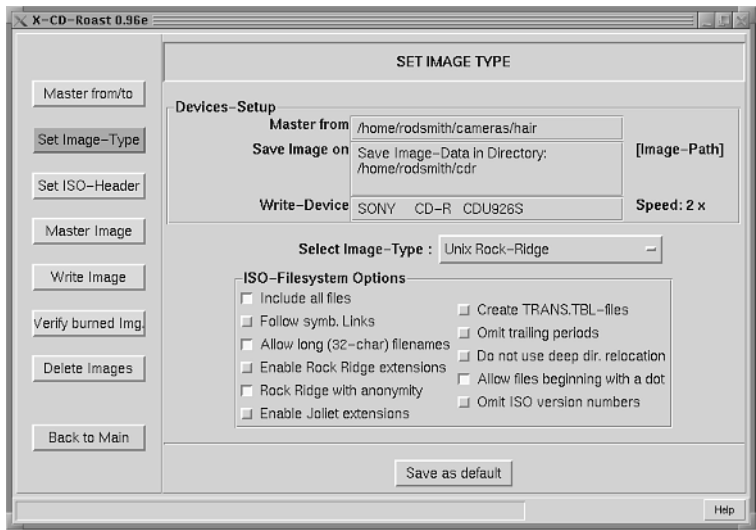 X-CD-Roast 0.96e
Master from/to
Set Image-Type
Set ISO-Header
Master Image
Write Image
Verify burned Img.
Delete Images
Back to Main
SET IMAGE TYPE
Devices-Setup
Master from /home/rodsmith/cameras/hair
Save Image on Save Image-Data in Directory: [Image-Path]
/home/rodsmith/cdr
Write-Device SONY CD-R CDU926S Speed: 2 x
Select Image-Type : Unix Rock-Ridge
ISO-Filesystem Options
Include all files
Follow symb. Links
Allow long (32-char) filenames
Enable Rock Ridge extensions
Rock Ridge with anonymity
Enable Joliet extensions
Create TRANS.TBL-files
Omit trailing periods
Do not use deep dir. relocation
Allow files beginning with a dot
Omit ISO version numbers
Save as default
Help